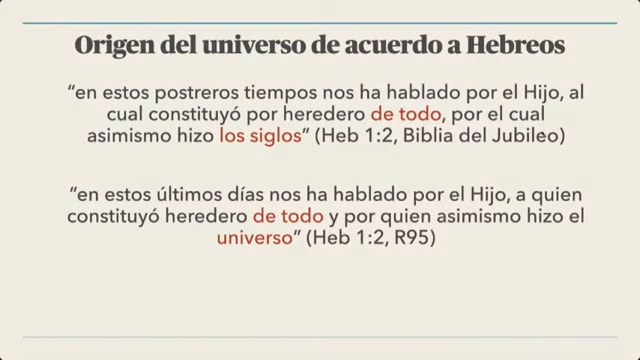 Origen del universo de acuerdo a Hebreos
“en estos postreros tiempos nos ha hablado por el Hijo, al
cual constituyó por heredero de todo, por el cual
asimismo hizo los siglos” (Heb 1:2, Biblia del Jubileo)
“en estos últimos días nos ha hablado por el Hijo, a quien
constituyó heredero de todo y por quien asimismo hizo el
universo” (Heb 1:2, R95)